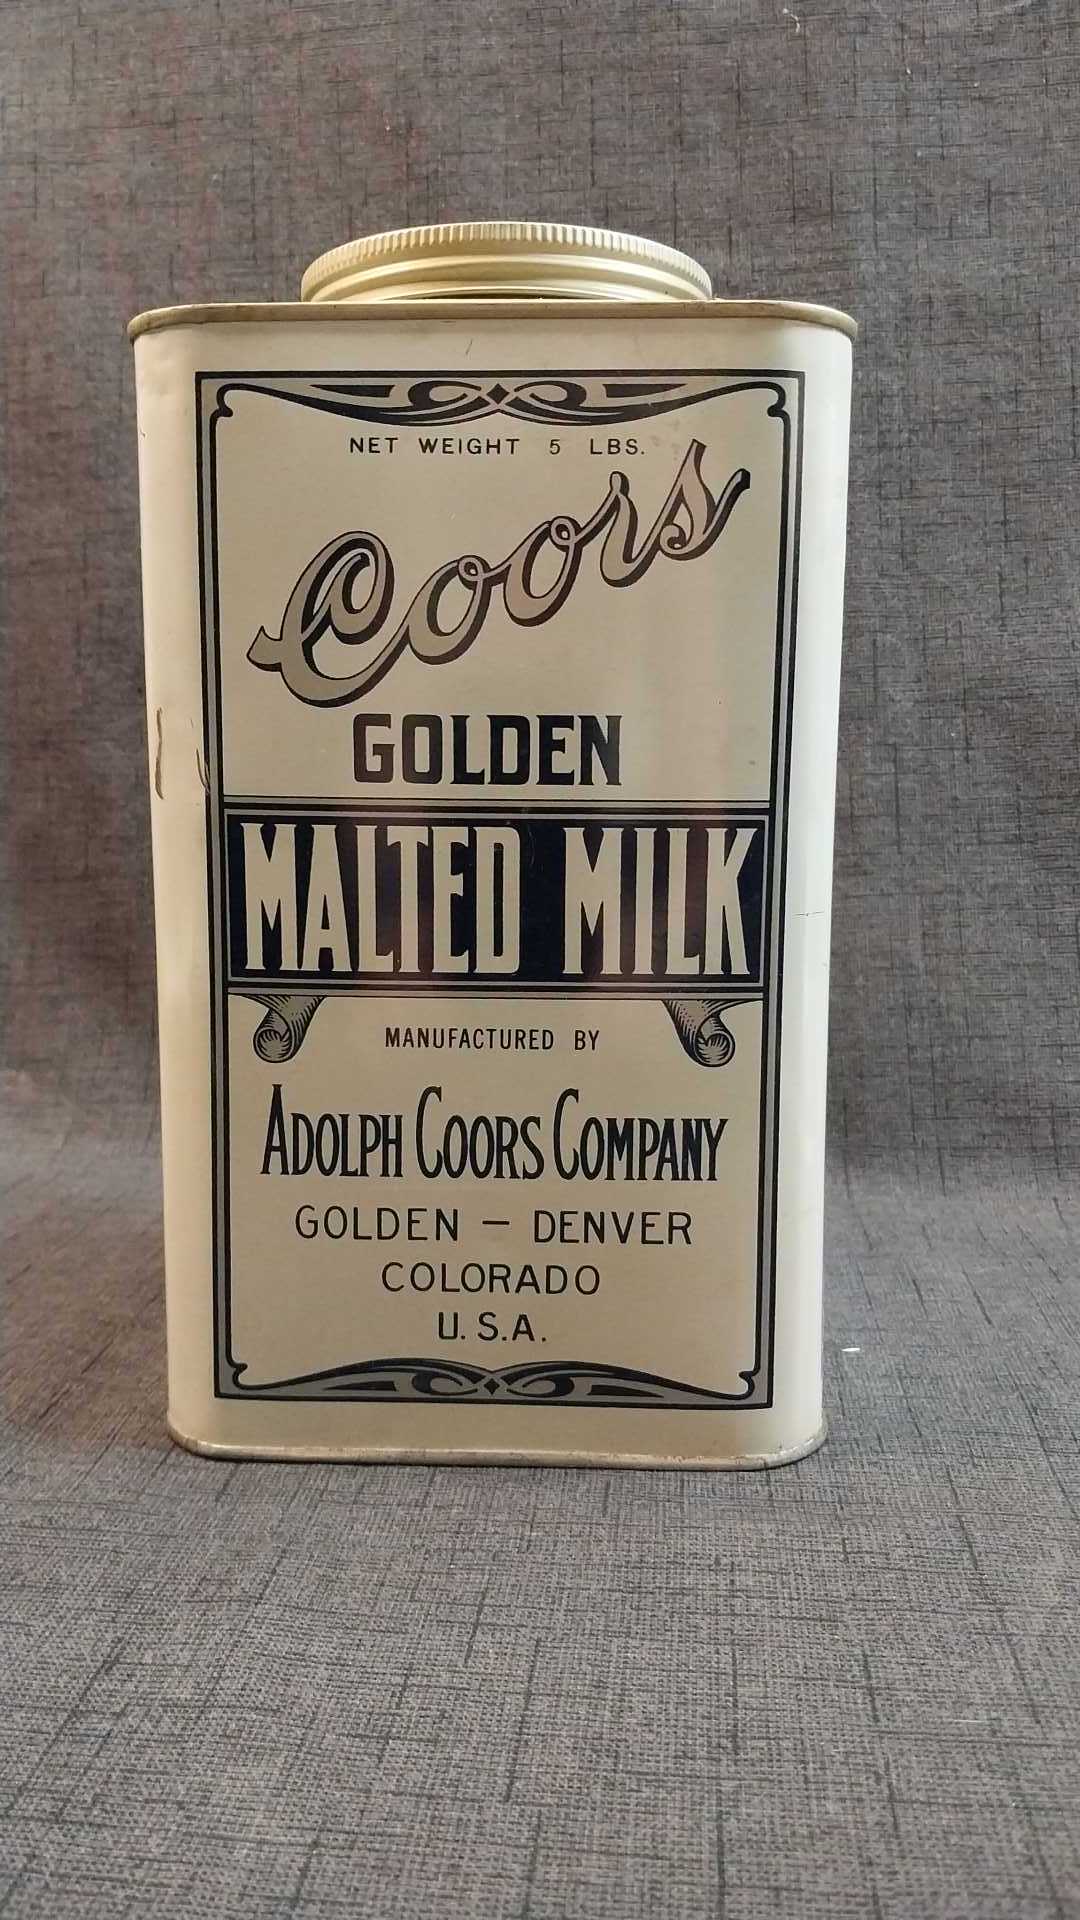 NET WEIGHT 5 LBS.
Coors
GOLDEN
MALTED MILK
MANUFACTURED BY
ADOLPH COORS COMPANY
GOLDEN – DENVER
COLORADO
U.S.A.